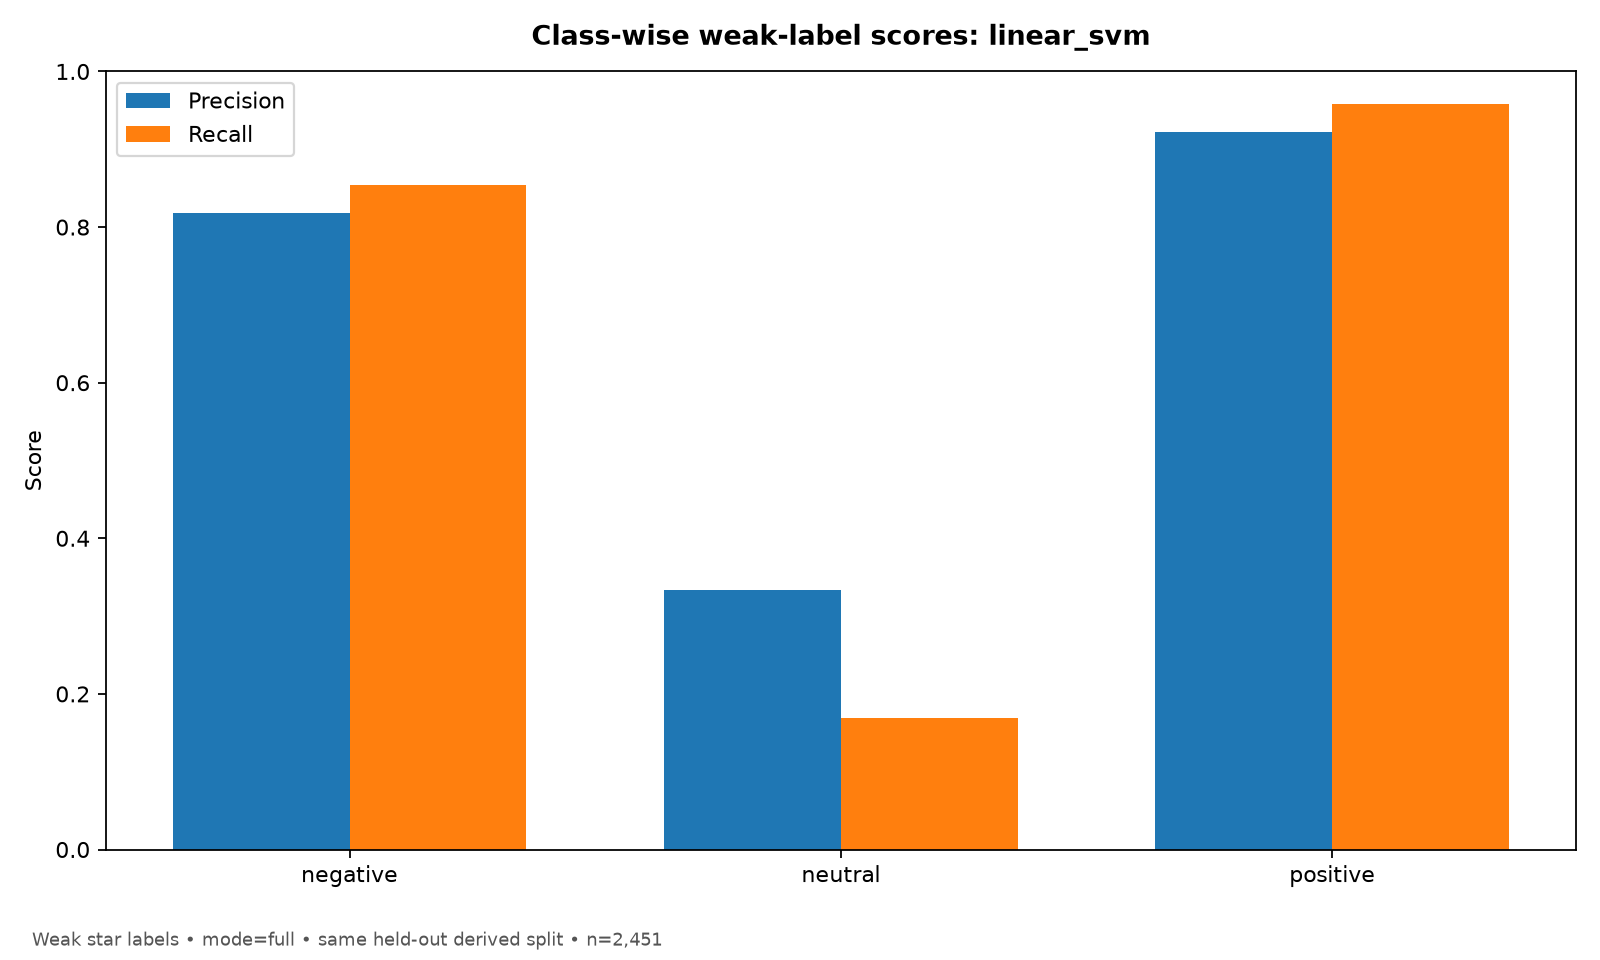 Class-wise weak-label scores: linear_svm
Precision
Recall
Score
1.0
0.8
0.6
0.4
0.2
0.0
negative neutral positive
Weak star labels • mode=full • same held-out derived split • n=2,451